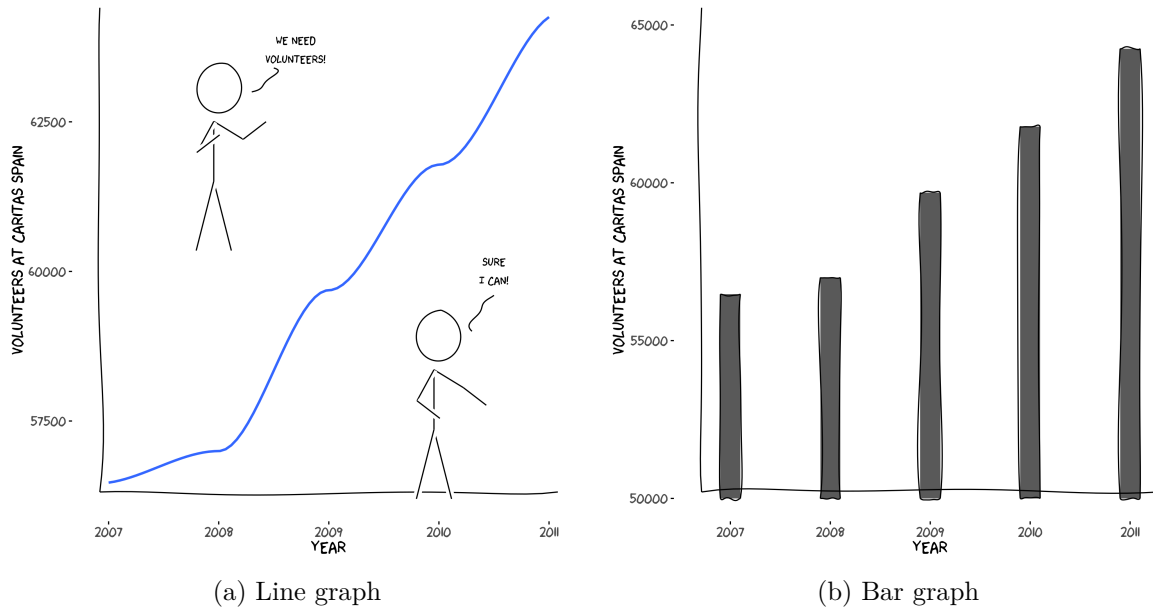 WE NEED
VOLUNTEERS!
SURE
I CAN!
VOLUNTEERS AT CARITAS SPAIN
62500
60000
57500
2007
2008
2009
2010
2011
YEAR
(a) Line graph
VOLUNTEERS AT CARITAS SPAIN
65000
60000
55000
50000
2007
2008
2009
2010
2011
YEAR
(b) Bar graph